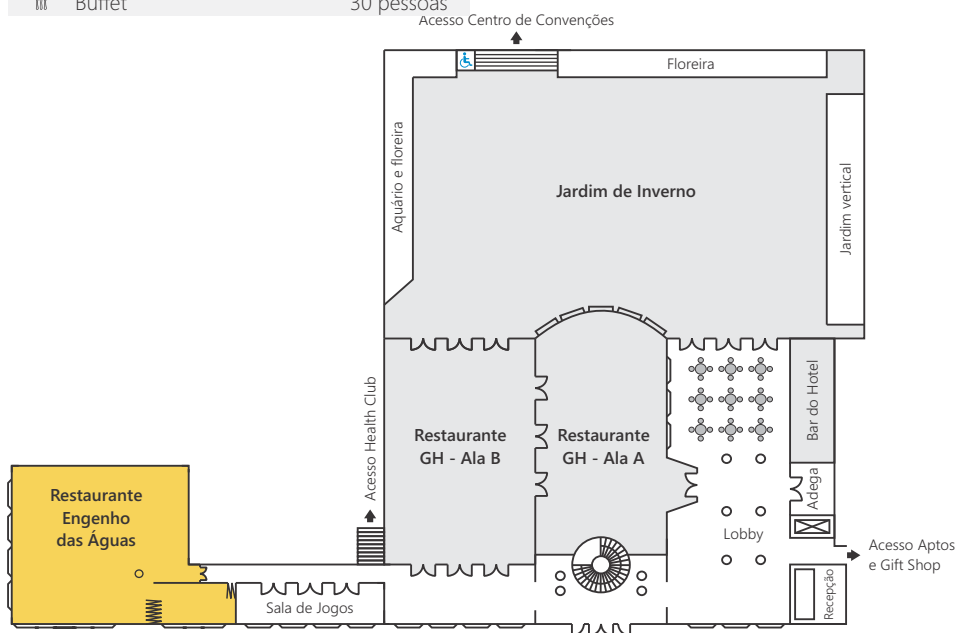 Buffet 30 pessoas
Acesso Centro de Convenções
Floreira
Aquário e floreira
Jardim de Inverno
Jardim vertical
Acesso Health Club
Restaurante
GH - Ala B
Restaurante
GH - Ala A
Bar do Hotel
Adega
Restaurante
Engenho
das Águas
Lobby
Acesso Aptos
e Gift Shop
Sala de Jogos
Recepção